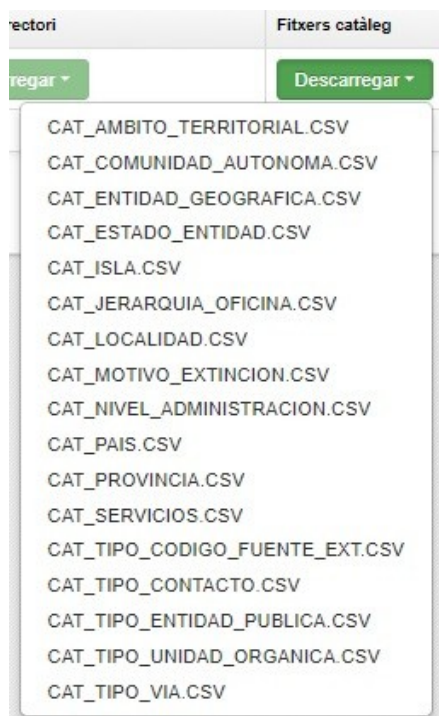 rectori Fitxers catàleg
regar Descarregar
CAT_AMBITO_TERRITORIAL.CSV
CAT_COMUNIDAD_AUTONOMA.CSV
CAT_ENTIDAD_GEOGRAFICA.CSV
CAT_ESTADO_ENTIDAD.CSV
CAT_ISLA.CSV
CAT_JERARQUIA_OFICINA.CSV
CAT_LOCALIDAD.CSV
CAT_MOTIVO_EXTINCION.CSV
CAT_NIVEL_ADMINISTRACION.CSV
CAT_PAIS.CSV
CAT_PROVINCIA.CSV
CAT_SERVICIOS.CSV
CAT_TIPO_CODIGO_FUENTE_EXT.CSV
CAT_TIPO_CONTACTO.CSV
CAT_TIPO_ENTIDAD_PUBLICA.CSV
CAT_TIPO_UNIDAD_ORGANICA.CSV
CAT_TIPO_VIA.CSV